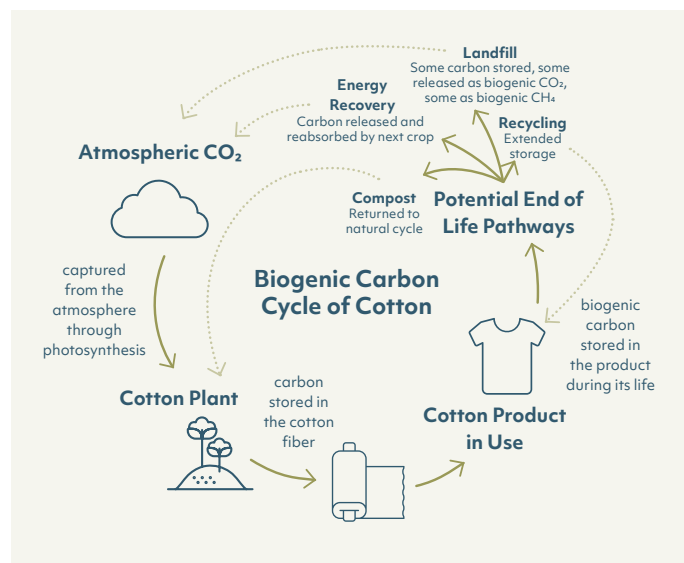 Landfill
Some carbon stored, some
released as biogenic CO₂,
some as biogenic CH₄
Energy
Recovery
Carbon released and
reabsorbed by next crop
Recycling
Extended
storage
Atmospheric CO₂
Compost
Returned to
natural cycle
Potential End of
Life Pathways
captured
from the
atmosphere
through
photosynthesis
Biogenic Carbon
Cycle of Cotton
biogenic
carbon
stored in
the product
during its life
Cotton Plant
carbon
stored in
the cotton
fiber
Cotton Product
in Use